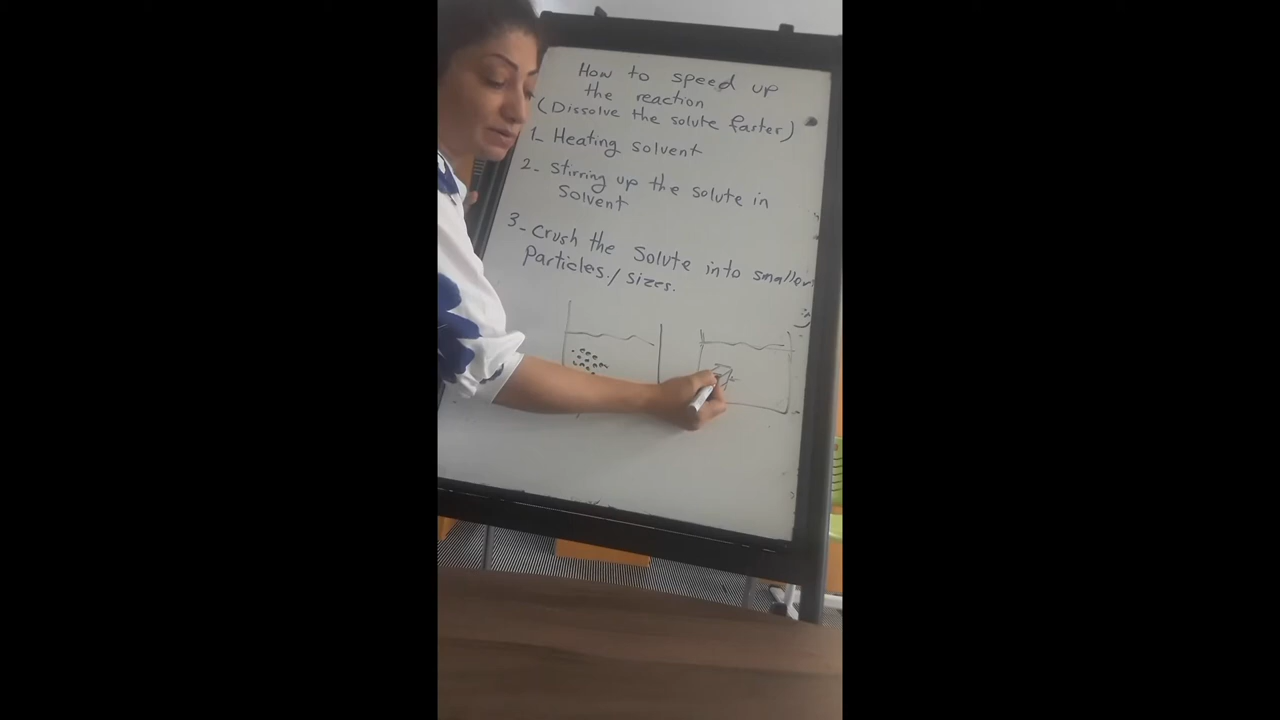 How to speed up
the reaction
(Dissolve the solute faster)
1- Heating solvent
2- Stirring up the solute in
Solvent
3- Crush the Solute into smaller
Particles./ sizes.